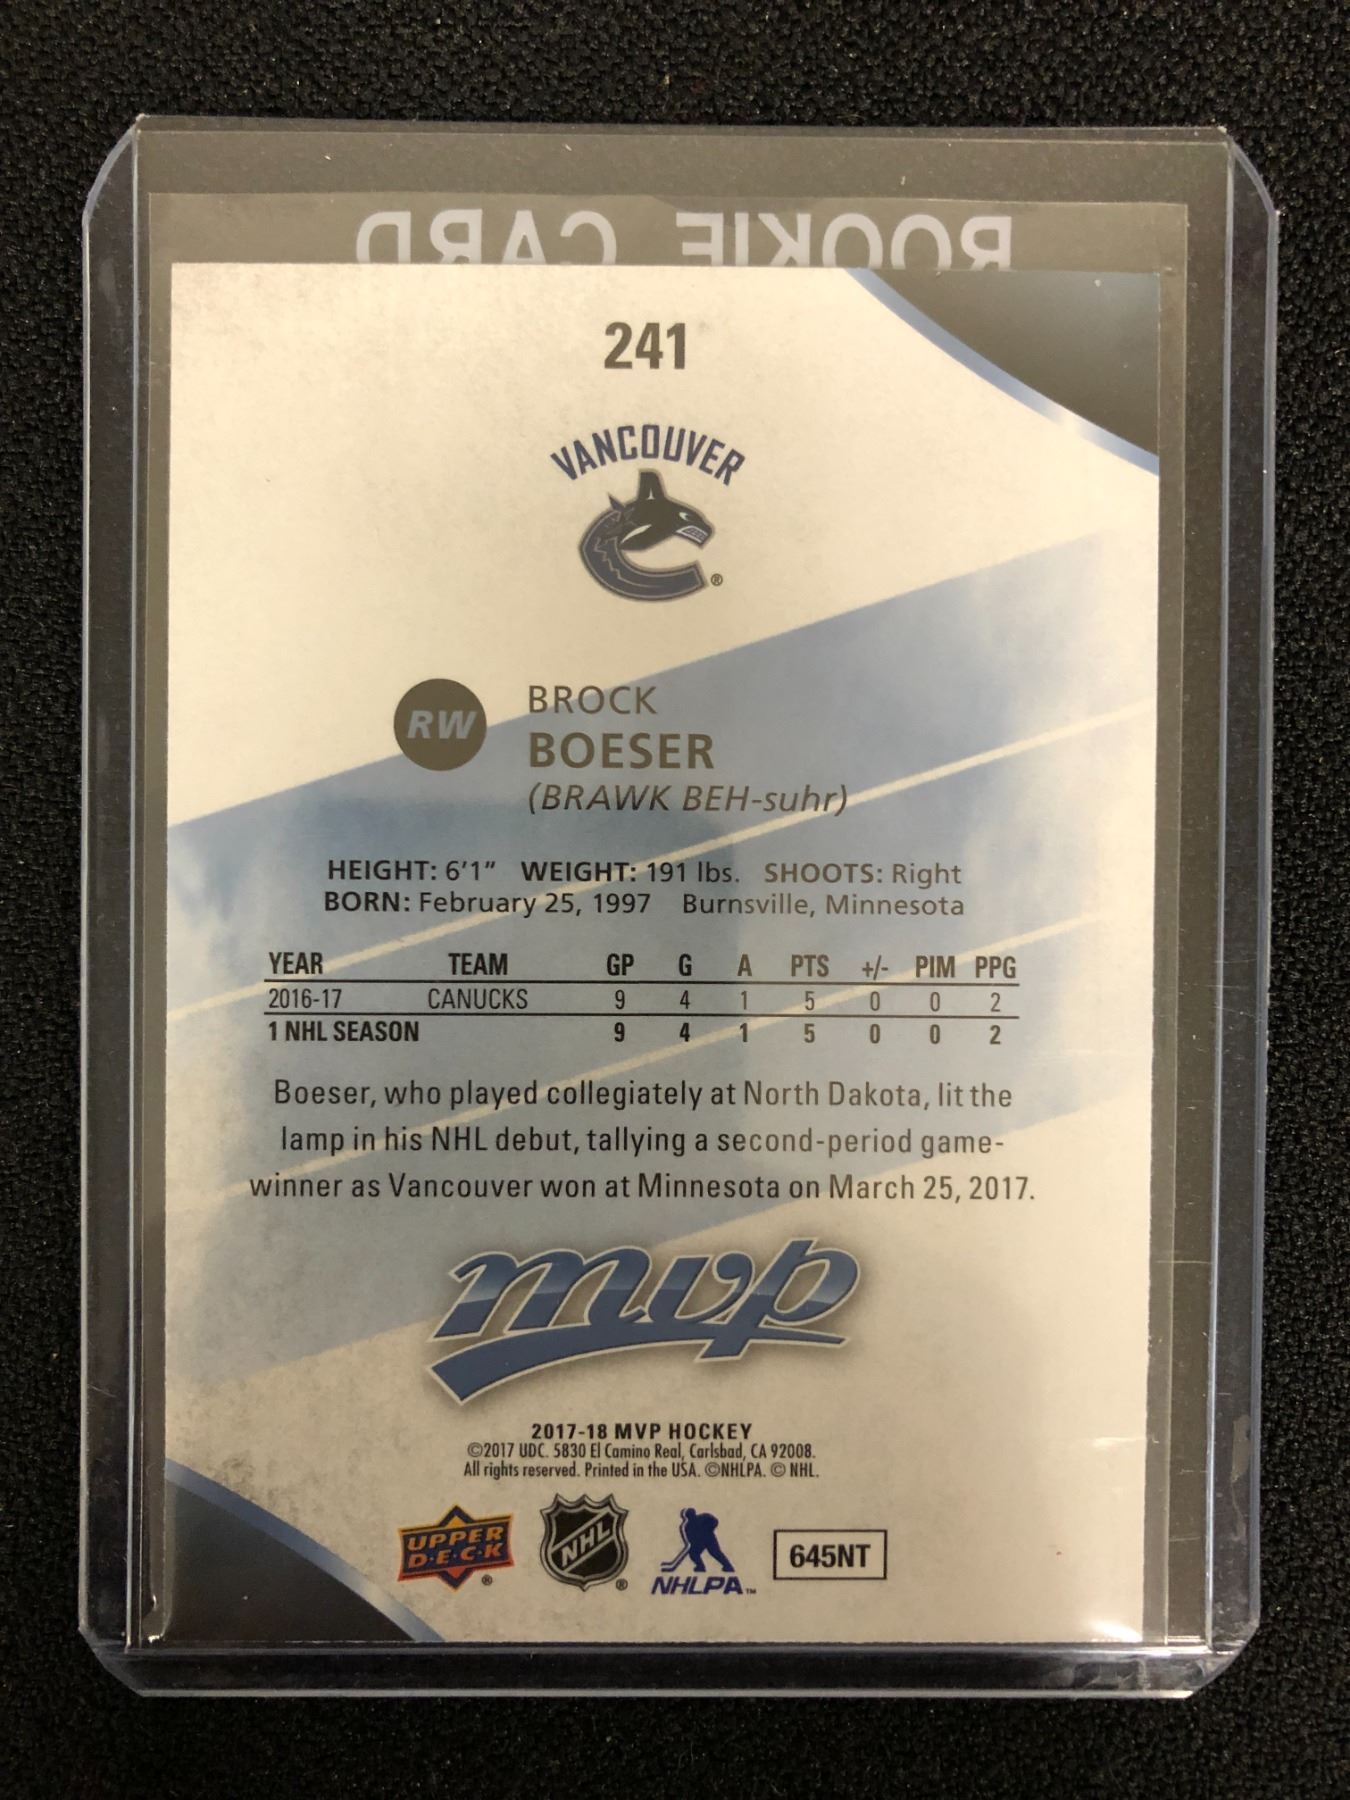 ROOKIE CARD
241
VANCOUVER
®
RW
BROCK
BOESER
(BRAWK BEH-suhr)
HEIGHT: 6'1" WEIGHT: 191 lbs. SHOOTS: Right
BORN: February 25, 1997 Burnsville, Minnesota
YEAR TEAM GP G A PTS +/- PIM PPG
2016-17 CANUCKS 9 4 1 5 0 0 2
1 NHL SEASON 9 4 1 5 0 0 2
Boeser, who played collegiately at North Dakota, lit the
lamp in his NHL debut, tallying a second-period game-
winner as Vancouver won at Minnesota on March 25, 2017.
mvp
2017-18 MVP HOCKEY
©2017 UDC. 5830 El Camino Real, Carlsbad, CA 92008.
All rights reserved. Printed in the USA. ©NHLPA. © NHL.
UPPER
D·E·C·K ®
NHL ®
NHLPA™
645NT